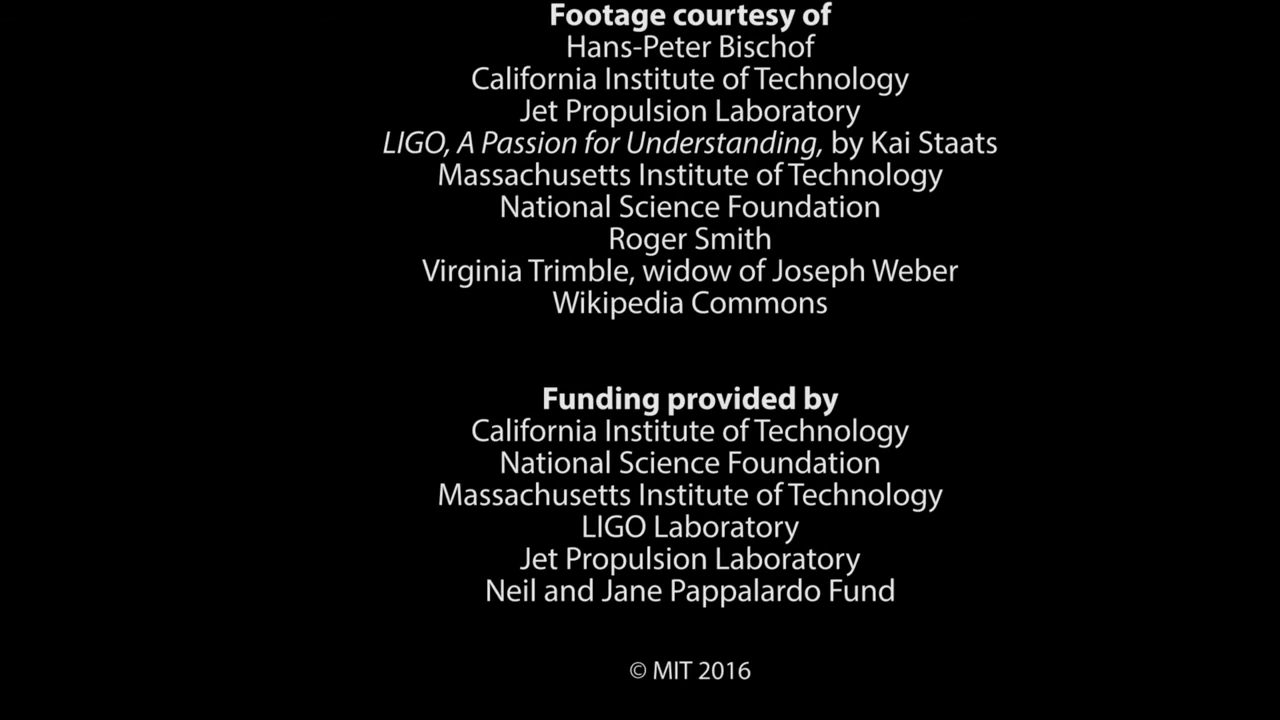 Footage courtesy of
Hans-Peter Bischof
California Institute of Technology
Jet Propulsion Laboratory
LIGO, A Passion for Understanding, by Kai Staats
Massachusetts Institute of Technology
National Science Foundation
Roger Smith
Virginia Trimble, widow of Joseph Weber
Wikipedia Commons
Funding provided by
California Institute of Technology
National Science Foundation
Massachusetts Institute of Technology
LIGO Laboratory
Jet Propulsion Laboratory
Neil and Jane Pappalardo Fund
© MIT 2016